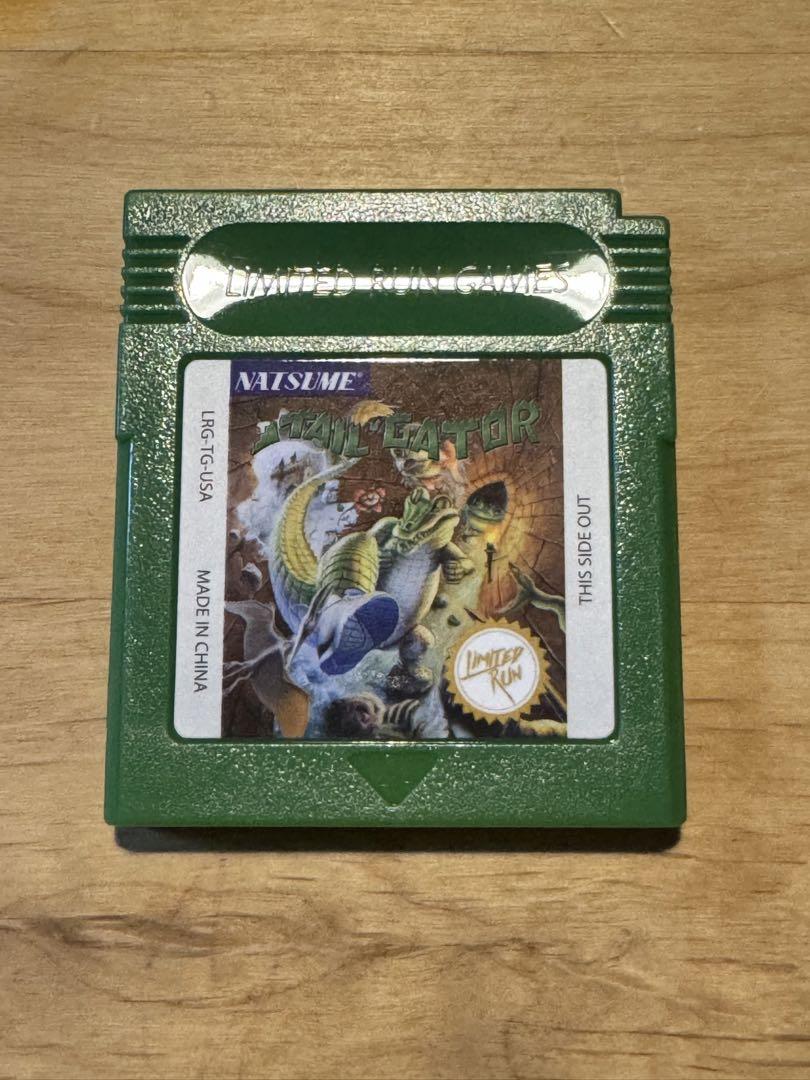 LIMITED RUN GAMES
NATSUME®
TAIL 'GATOR
LRG-TG-USA
MADE IN CHINA
THIS SIDE OUT
LIMITED
RUN